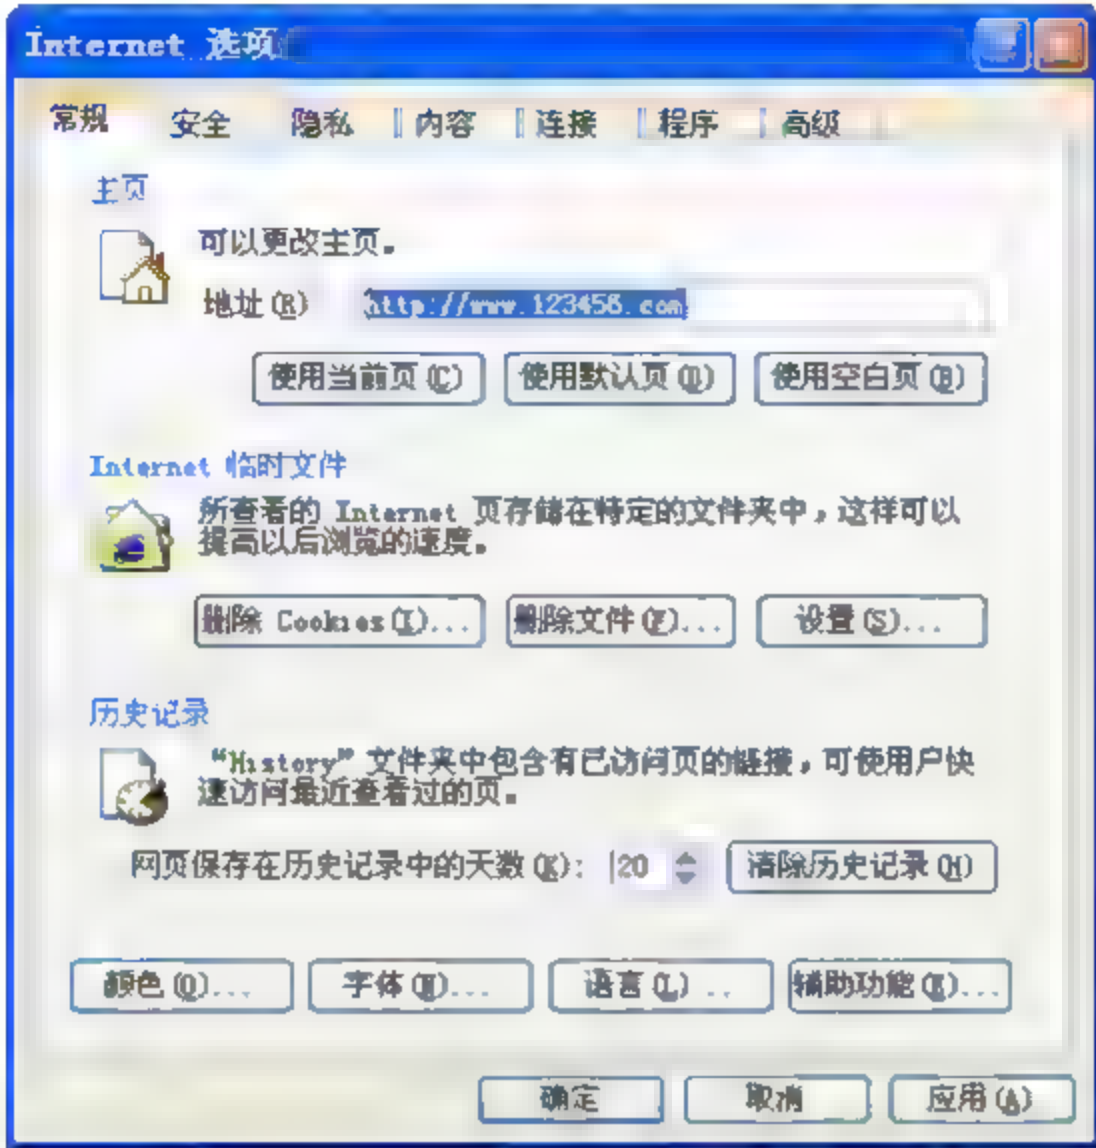 Internet 选项
常规 安全 隐私 内容 连接 程序 高级
主页
可以更改主页。
地址(R) http://www.123456.com
使用当前页(C) 使用默认页(D) 使用空白页(B)
Internet 临时文件
所查看的 Internet 页存储在特定的文件夹中，这样可以
提高以后浏览的速度。
删除 Cookies(I)... 删除文件(F)... 设置(S)...
历史记录
“History”文件夹中包含有已访问页的链接，可使用户快
速访问最近查看过的页。
网页保存在历史记录中的天数(K): 20 清除历史记录(H)
颜色(O)... 字体(N)... 语言(L)... 辅助功能(E)...
确定 取消 应用(A)